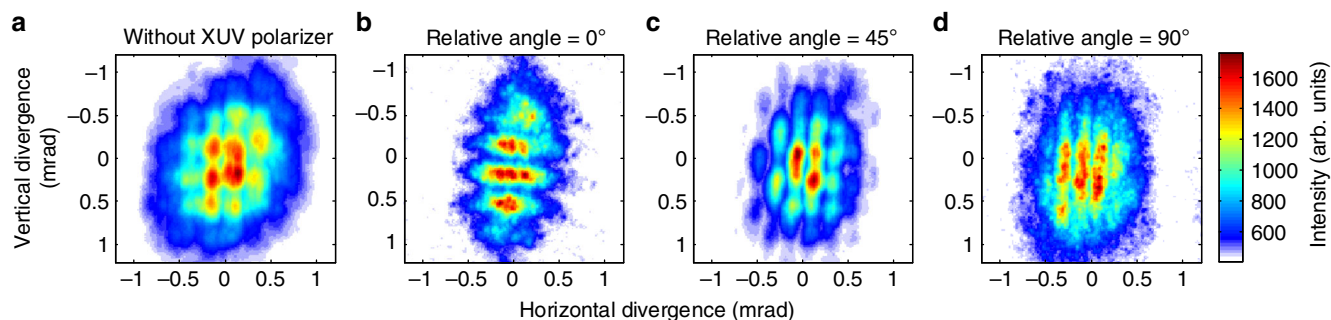 a
Without XUV polarizer
b
Relative angle = 0°
c
Relative angle = 45°
d
Relative angle = 90°
Vertical divergence
(mrad)
–1
–0.5
0
0.5
1
–1
–0.5
0
0.5
1
–1
–0.5
0
0.5
1
–1
–0.5
0
0.5
1
–1 –0.5 0 0.5 1
–1 –0.5 0 0.5 1
–1 –0.5 0 0.5 1
–1 –0.5 0 0.5 1
Horizontal divergence (mrad)
1600
1400
1200
1000
800
600
Intensity (arb. units)